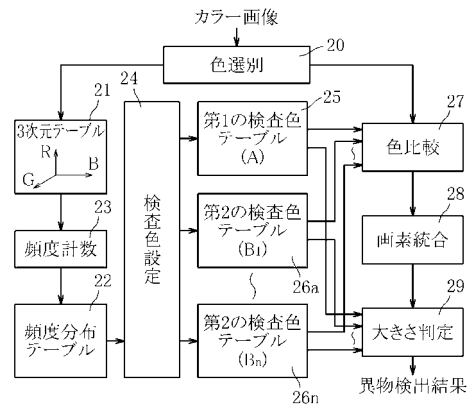 カラー画像
20
色選別
21
24
25
27
3次元テーブル
R
B
G
第1の検査色
テーブル
(A)
色比較
23
頻度計数
検査色設定
第2の検査色
テーブル
(B1)
28
画素統合
22
26a
29
頻度分布
テーブル
第2の検査色
テーブル
(Bn)
大きさ判定
26n
異物検出結果